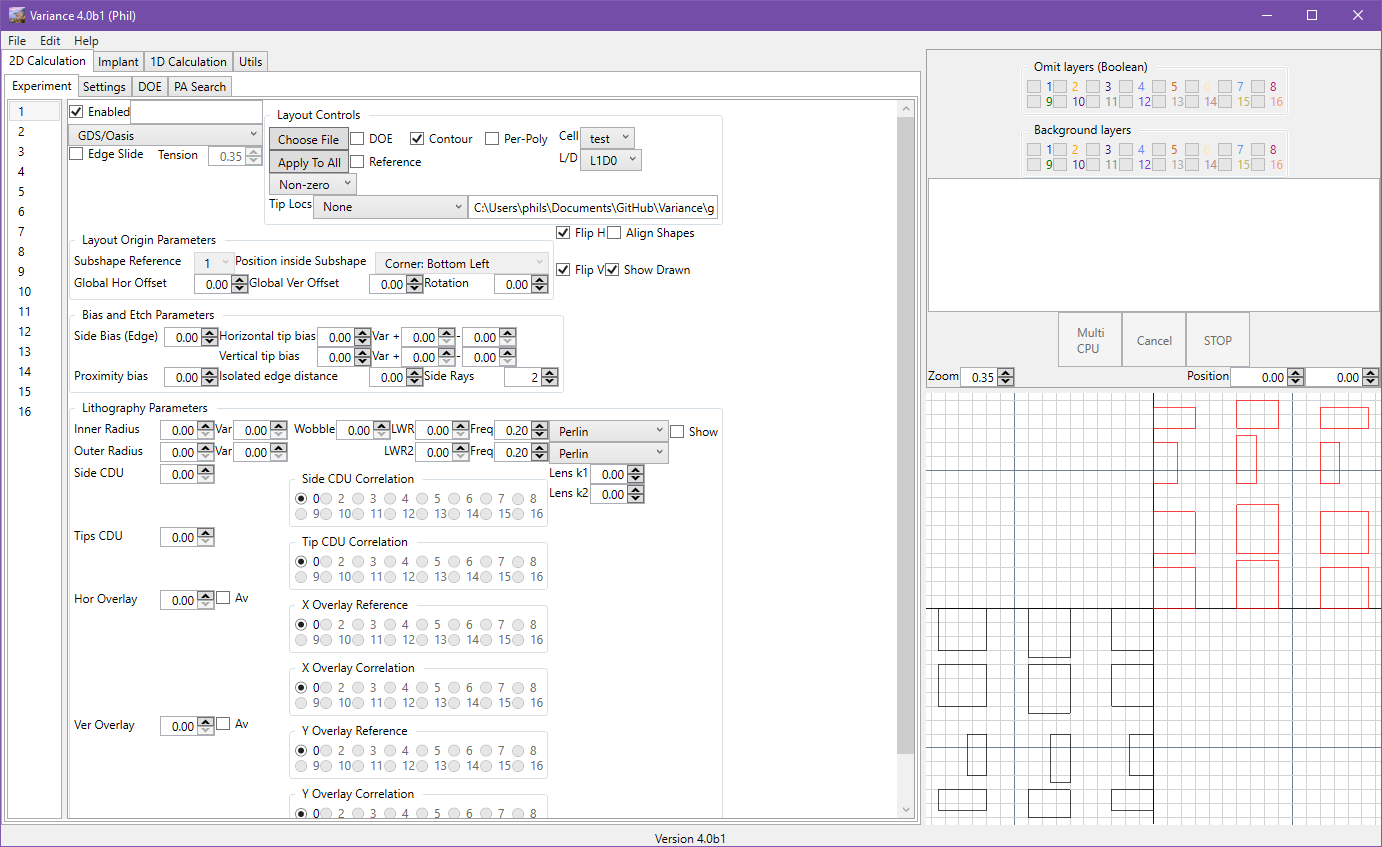 Variance 4.0b1 (Phil)
File Edit Help
2D Calculation Implant 1D Calculation Utils
Experiment Settings DOE PA Search
1
2
3
4
5
6
7
8
9
10
11
12
13
14
15
16
Enabled
GDS/Oasis
Edge Slide Tension 0.35
Layout Controls
Choose File DOE Contour Per-Poly Cell test
Apply To All Reference L/D L1D0
Non-zero
Tip Locs None C:\Users\phils\Documents\GitHub\Variance\g
Flip H Align Shapes
Flip V Show Drawn
Layout Origin Parameters
Subshape Reference 1 Position inside Subshape Corner: Bottom Left
Global Hor Offset 0.00 Global Ver Offset 0.00 Rotation 0.00
Bias and Etch Parameters
Side Bias (Edge) 0.00 Horizontal tip bias 0.00 Var + 0.00 - 0.00
Vertical tip bias 0.00 Var + 0.00 - 0.00
Proximity bias 0.00 Isolated edge distance 0.00 Side Rays 2
Lithography Parameters
Inner Radius 0.00 Var 0.00 Wobble 0.00 LWR 0.00 Freq 0.20 Perlin Show
Outer Radius 0.00 Var 0.00 LWR2 0.00 Freq 0.20 Perlin
Side CDU 0.00 Lens k1 0.00
Lens k2 0.00
Side CDU Correlation
0 2 3 4 5 6 7 8
9 10 11 12 13 14 15 16
Tips CDU 0.00
Tip CDU Correlation
0 2 3 4 5 6 7 8
9 10 11 12 13 14 15 16
Hor Overlay 0.00 Av
X Overlay Reference
0 2 3 4 5 6 7 8
9 10 11 12 13 14 15 16
X Overlay Correlation
0 2 3 4 5 6 7 8
9 10 11 12 13 14 15 16
Ver Overlay 0.00 Av
Y Overlay Reference
0 2 3 4 5 6 7 8
9 10 11 12 13 14 15 16
Y Overlay Correlation
0 2 3 4 5 6 7 8
Omit layers (Boolean)
1 2 3 4 5 6 7 8
9 10 11 12 13 14 15 16
Background layers
1 2 3 4 5 6 7 8
9 10 11 12 13 14 15 16
Multi
CPU
Cancel
STOP
Zoom 0.35 Position 0.00 0.00
Version 4.0b1